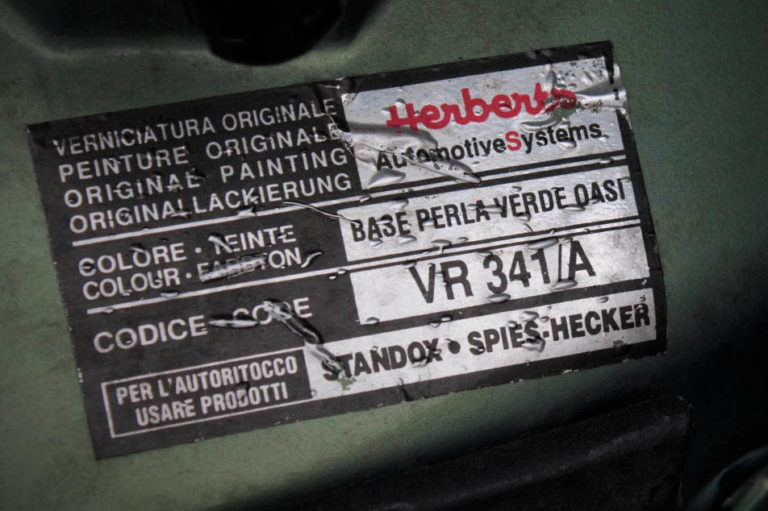 VERNICIATURA ORIGINALE
PEINTURE ORIGINALE
ORIGINAL PAINTING
ORIGINALLACKIERUNG
Herberts
AutomotiveSystems
COLORE · TEINTE
COLOUR · FARBTON
BASE PERLA VERDE OASI
CODICE · CODE
VR 341/A
PER L'AUTORITOCCO
USARE PRODOTTI
STANDOX · SPIES-HECKER